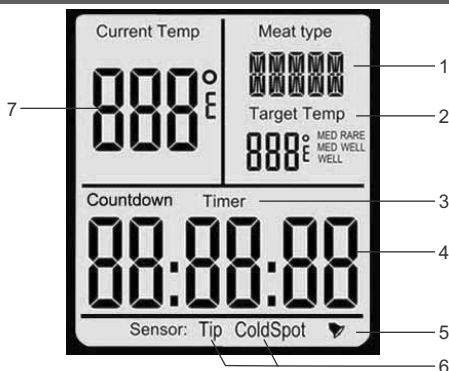 Current Temp
Meat type
888°E
MED RARE
MED WELL
WELL
Target Temp
888°E
Countdown Timer
88:88:88
Sensor: Tip ColdSpot
1
2
3
4
5
6
7